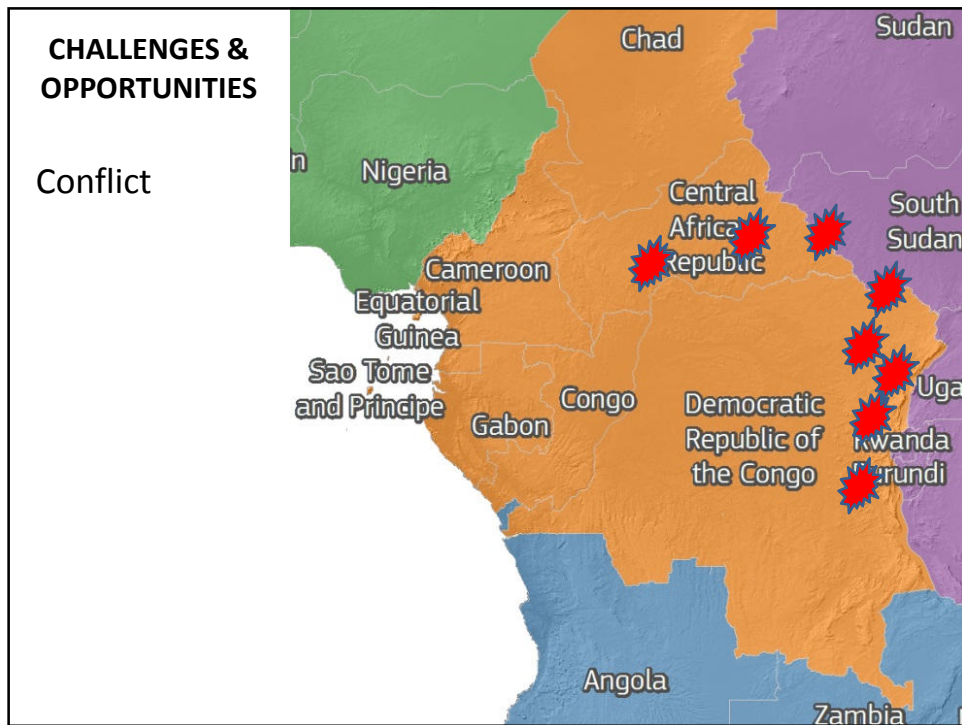 CHALLENGES &
OPPORTUNITIES
Conflict
Chad
Sudan
Nigeria
Central
African
Republic
South
Sudan
Cameroon
Equatorial
Guinea
Sao Tome
and Principe
Gabon
Congo
Democratic
Republic of
the Congo
Uga
Rwanda
Burundi
Angola
Zambia